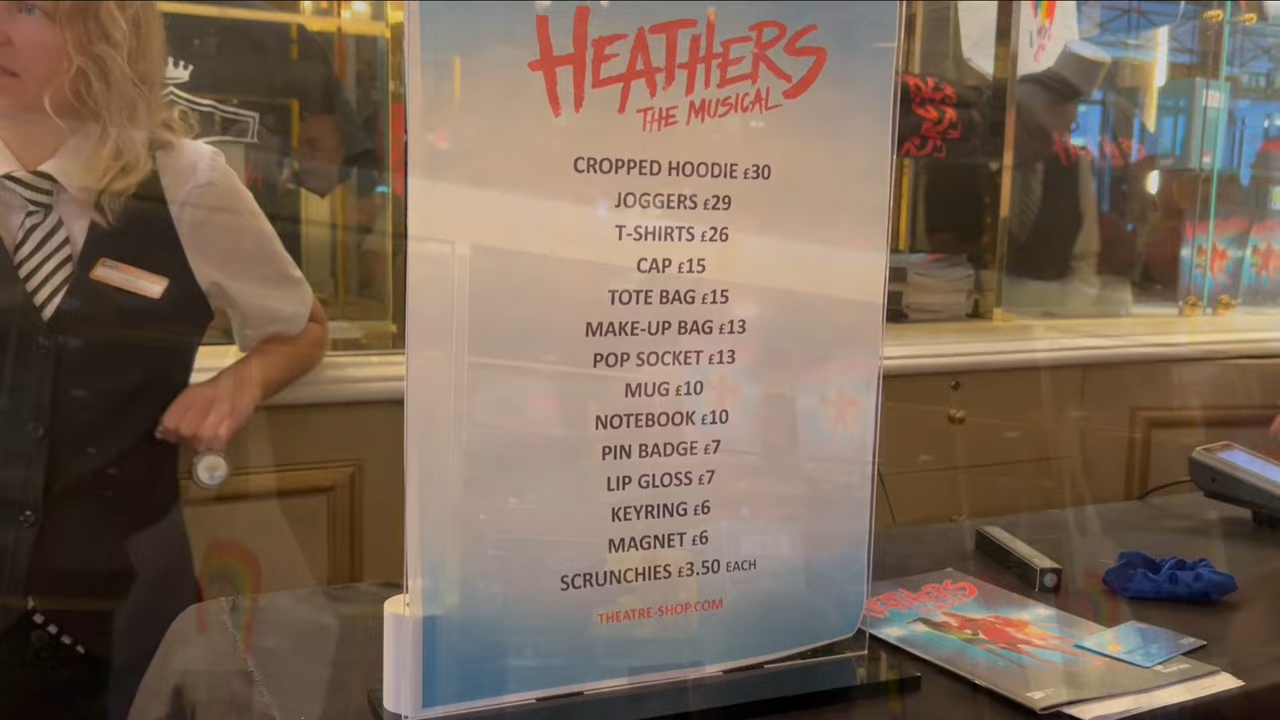 HEATHERS
THE MUSICAL
CROPPED HOODIE £30
JOGGERS £29
T-SHIRTS £26
CAP £15
TOTE BAG £15
MAKE-UP BAG £13
POP SOCKET £13
MUG £10
NOTEBOOK £10
PIN BADGE £7
LIP GLOSS £7
KEYRING £6
MAGNET £6
SCRUNCHIES £3.50 EACH
THEATRE-SHOP.COM
HEATHERS